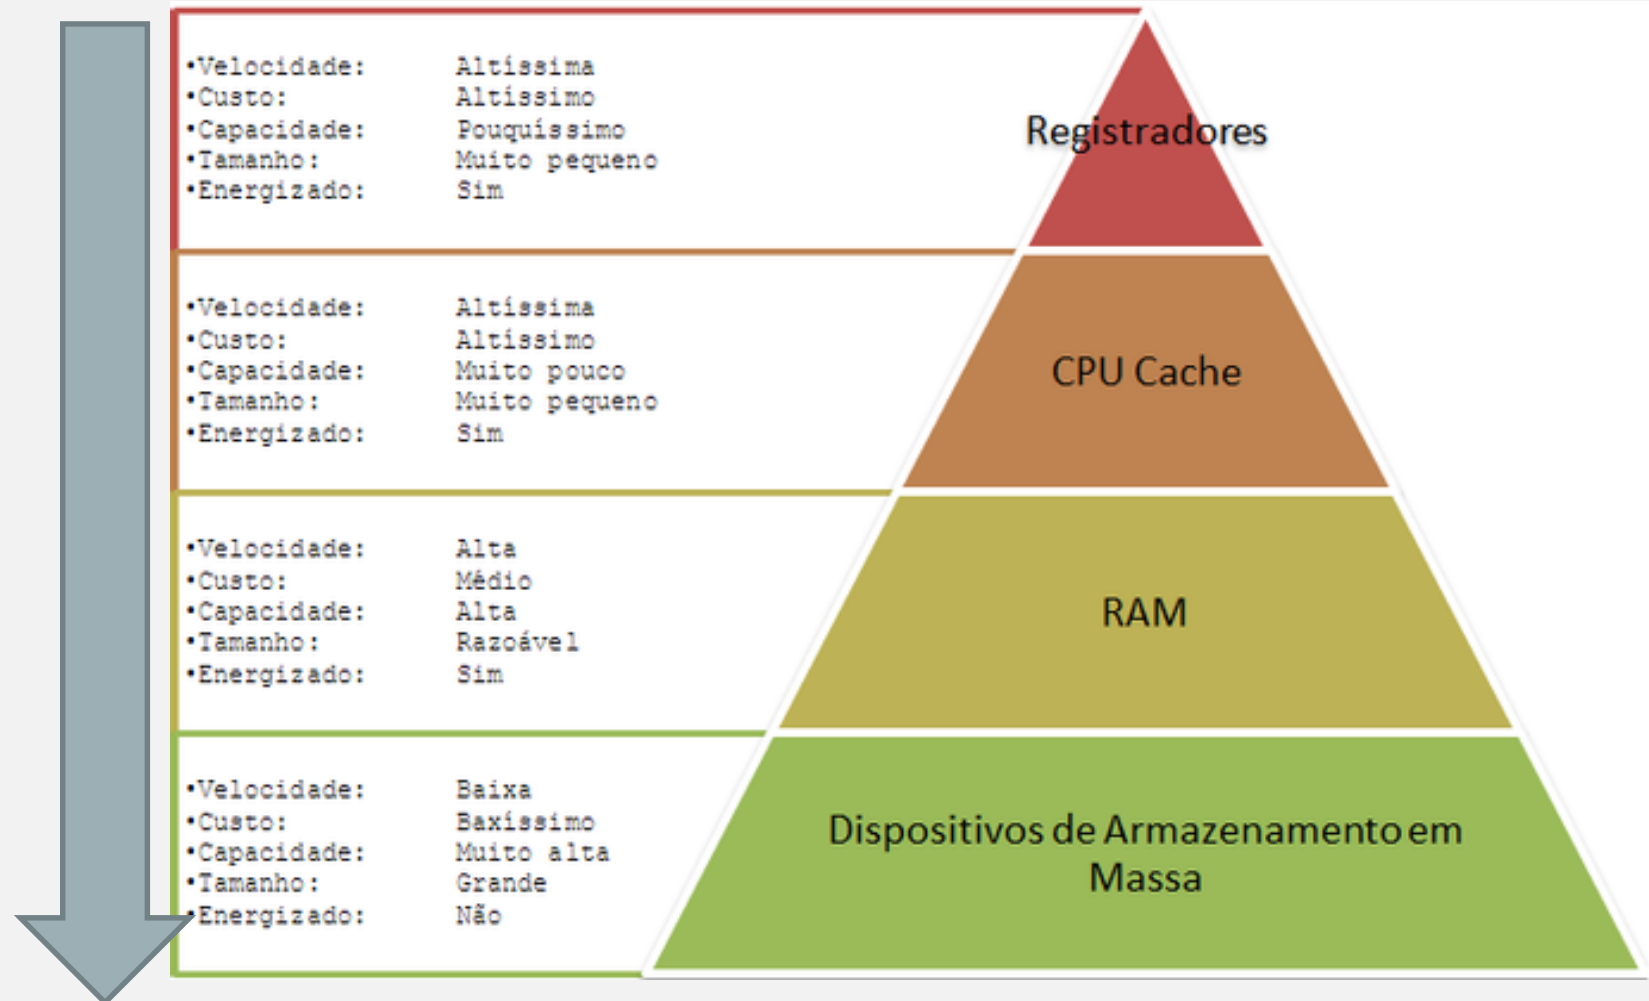 •Velocidade: Altíssima
•Custo: Altíssimo
•Capacidade: Pouquíssimo
•Tamanho: Muito pequeno
•Energizado: Sim
Registradores
•Velocidade: Altíssima
•Custo: Altíssimo
•Capacidade: Muito pouco
•Tamanho: Muito pequeno
•Energizado: Sim
CPU Cache
•Velocidade: Alta
•Custo: Médio
•Capacidade: Alta
•Tamanho: Razoável
•Energizado: Sim
RAM
•Velocidade: Baixa
•Custo: Baxíssimo
•Capacidade: Muito alta
•Tamanho: Grande
•Energizado: Não
Dispositivos de Armazenamento em
Massa